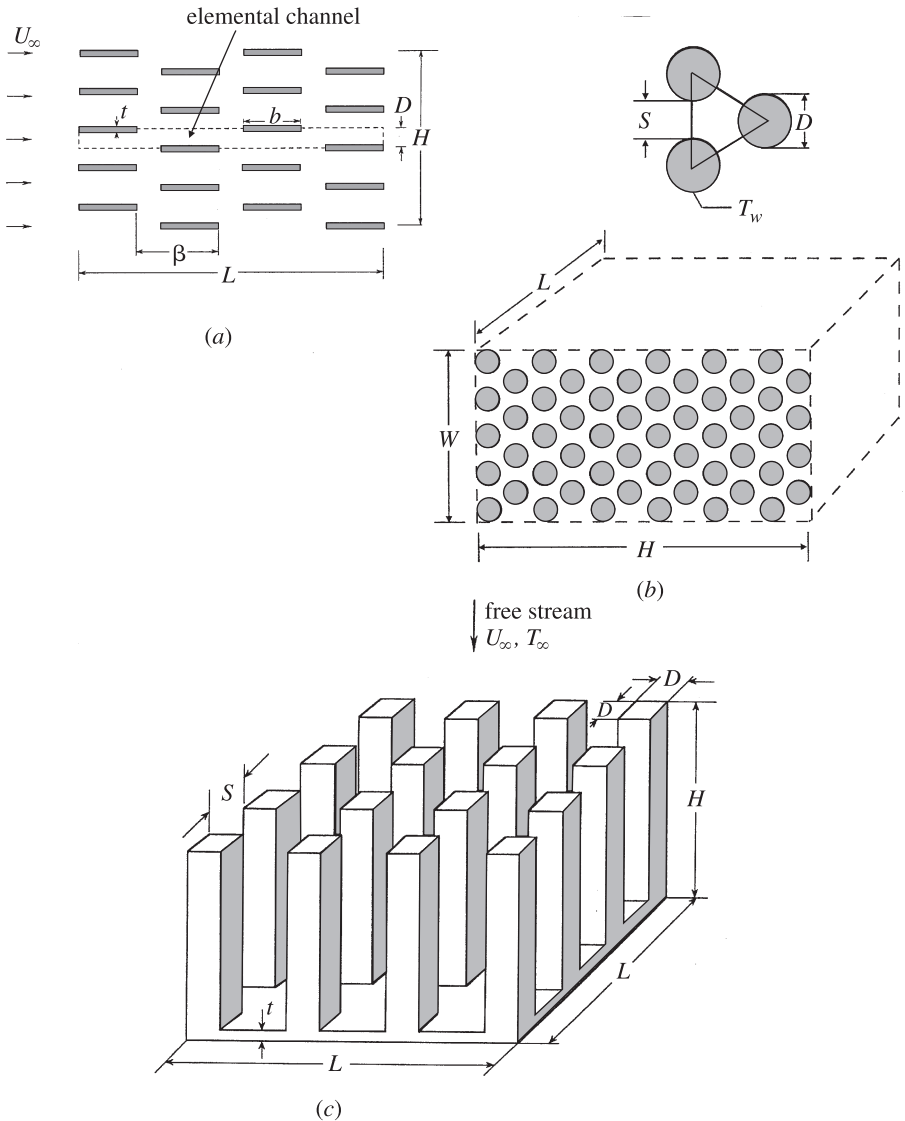 elemental channel
U∞
t
b
D
H
β
L
(a)
S
D
T_w
L
W
H
(b)
free stream
U∞, T∞
D
D
S
H
t
L
L
(c)